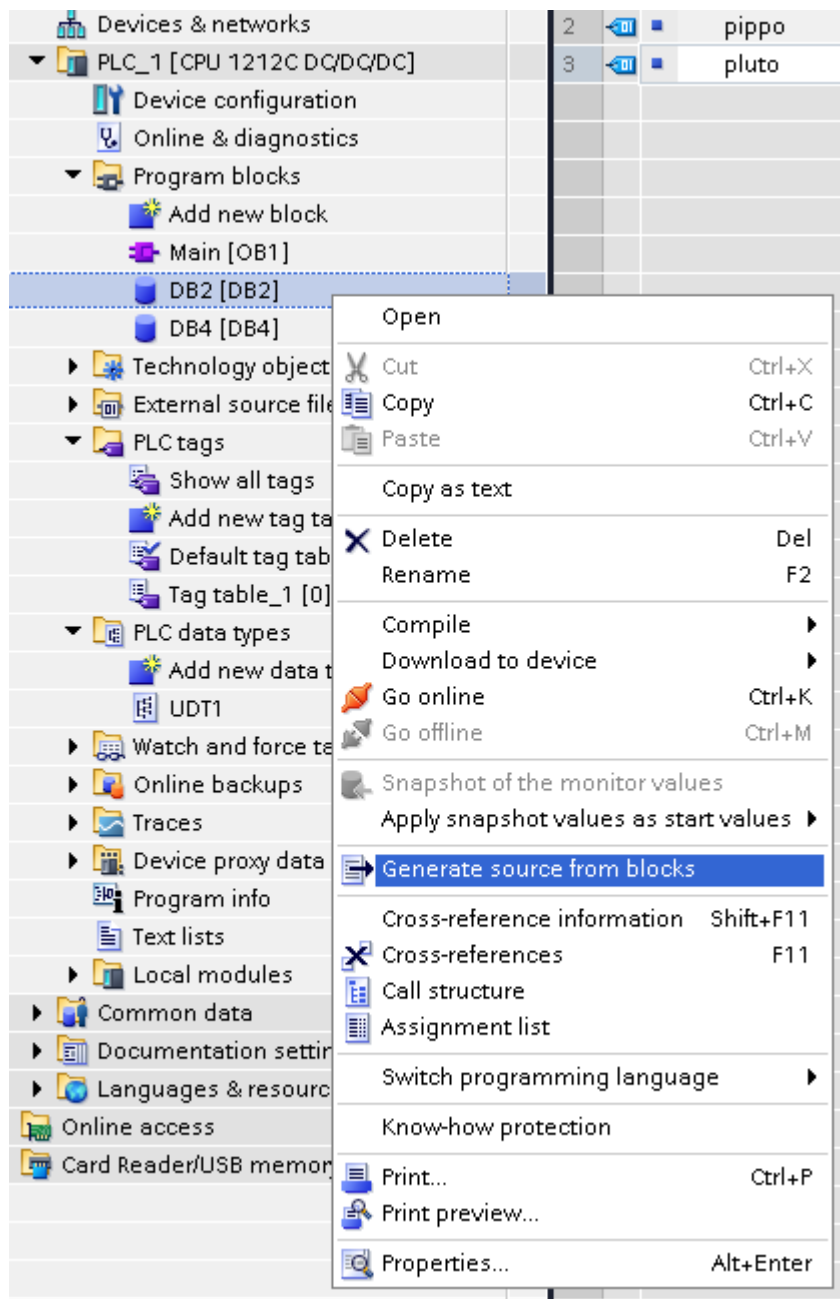 Devices & networks
PLC_1 [CPU 1212C DC/DC/DC]
Device configuration
Online & diagnostics
Program blocks
Add new block
Main [OB1]
DB2 [DB2]
DB4 [DB4]
Technology object
External source file
PLC tags
Show all tags
Add new tag ta
Default tag tab
Tag table_1 [0]
PLC data types
Add new data t
UDT1
Watch and force ta
Online backups
Traces
Device proxy data
Program info
Text lists
Local modules
Common data
Documentation settin
Languages & resourc
Online access
Card Reader/USB memory
2 pippo
3 pluto
Open
Cut Ctrl+X
Copy Ctrl+C
Paste Ctrl+V
Copy as text
Delete Del
Rename F2
Compile
Download to device
Go online Ctrl+K
Go offline Ctrl+M
Snapshot of the monitor values
Apply snapshot values as start values
Generate source from blocks
Cross-reference information Shift+F11
Cross-references F11
Call structure
Assignment list
Switch programming language
Know-how protection
Print... Ctrl+P
Print preview...
Properties... Alt+Enter